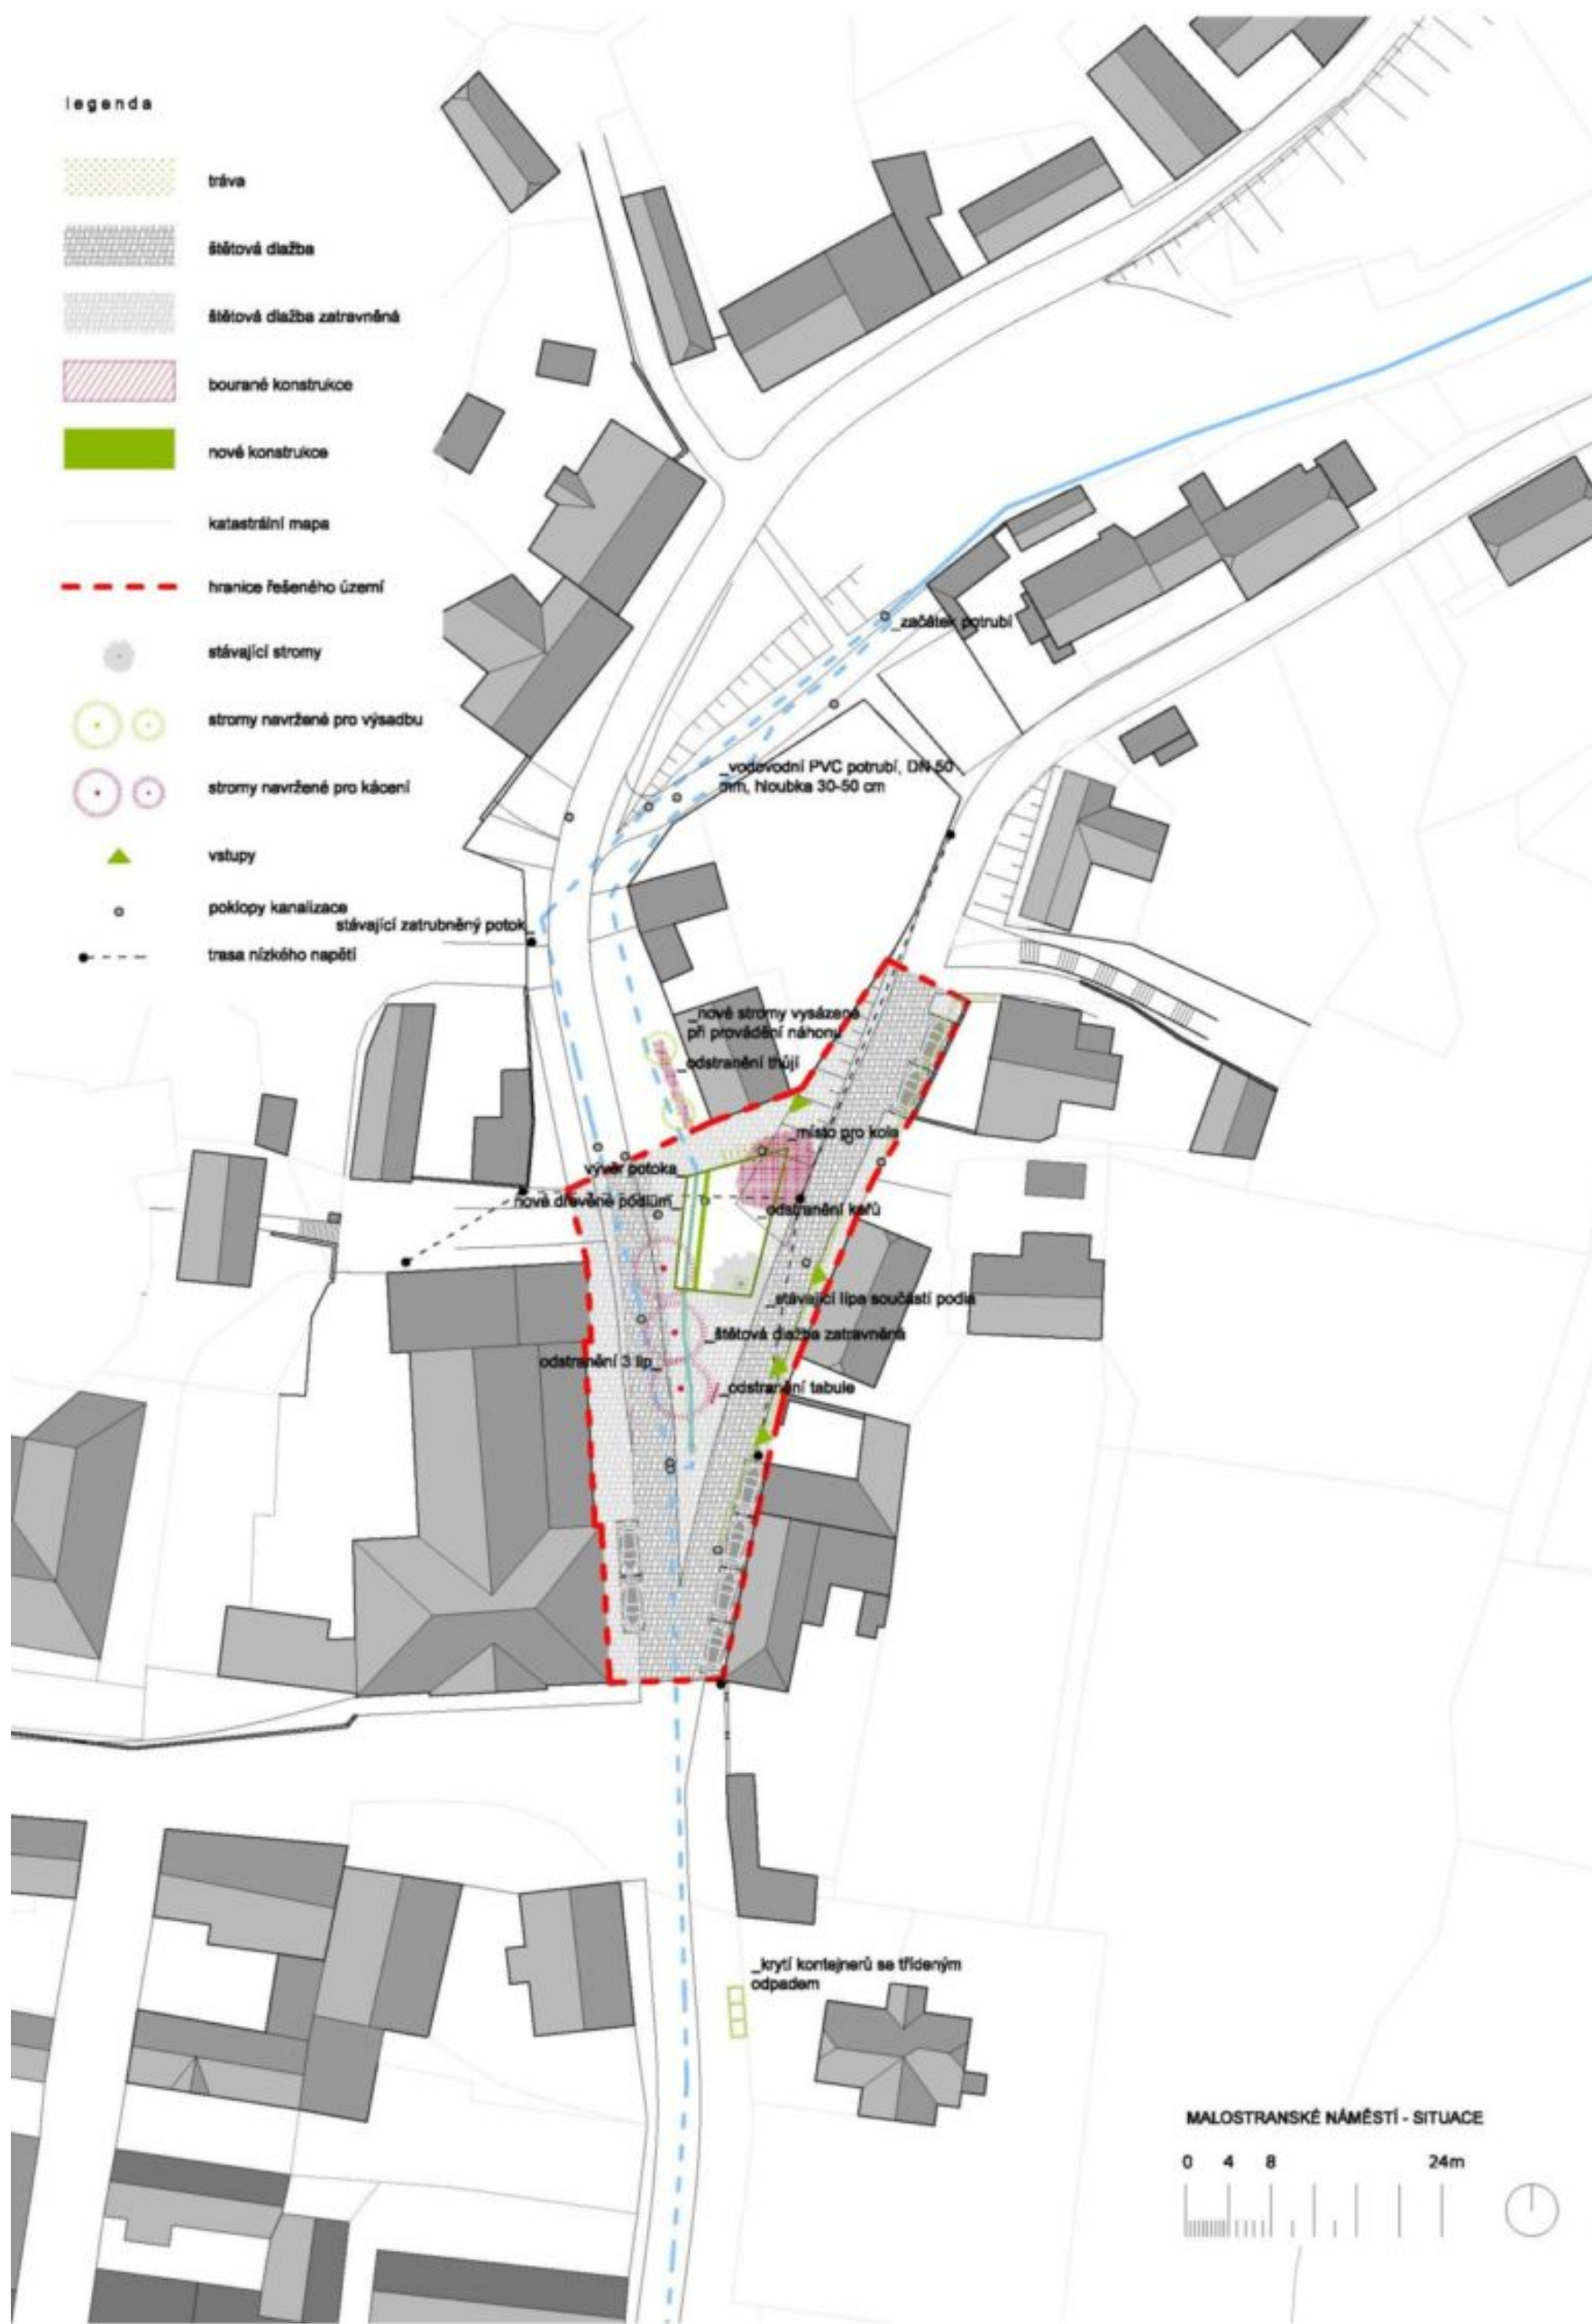 legenda
tráva
štětová dlažba
štětová dlažba zatravněná
bourané konstrukce
nové konstrukce
katastrální mapa
hranice řešeného území
stávající stromy
stromy navržené pro výsadbu
stromy navržené pro kácení
vstupy
poklopy kanalizace
stávající zatrubněný potok_
trasa nízkého napětí
_začátek potrubí
_vodovodní PVC potrubí, DN 50
mm, hloubka 30-50 cm
_nové stromy vysázené
při provádění náhonu
_odstranění thůjí
_místo pro kola
vývěr potoka_
nové dřevěné pódium_
_odstranění keřů
_stávající lípa součástí podia
_štětová dlažba zatravněná
odstranění 3 lip_
_odstranění tabule
_krytí kontejnerů se tříděným
odpadem
MALOSTRANSKÉ NÁMĚSTÍ - SITUACE
0 4 8 24m